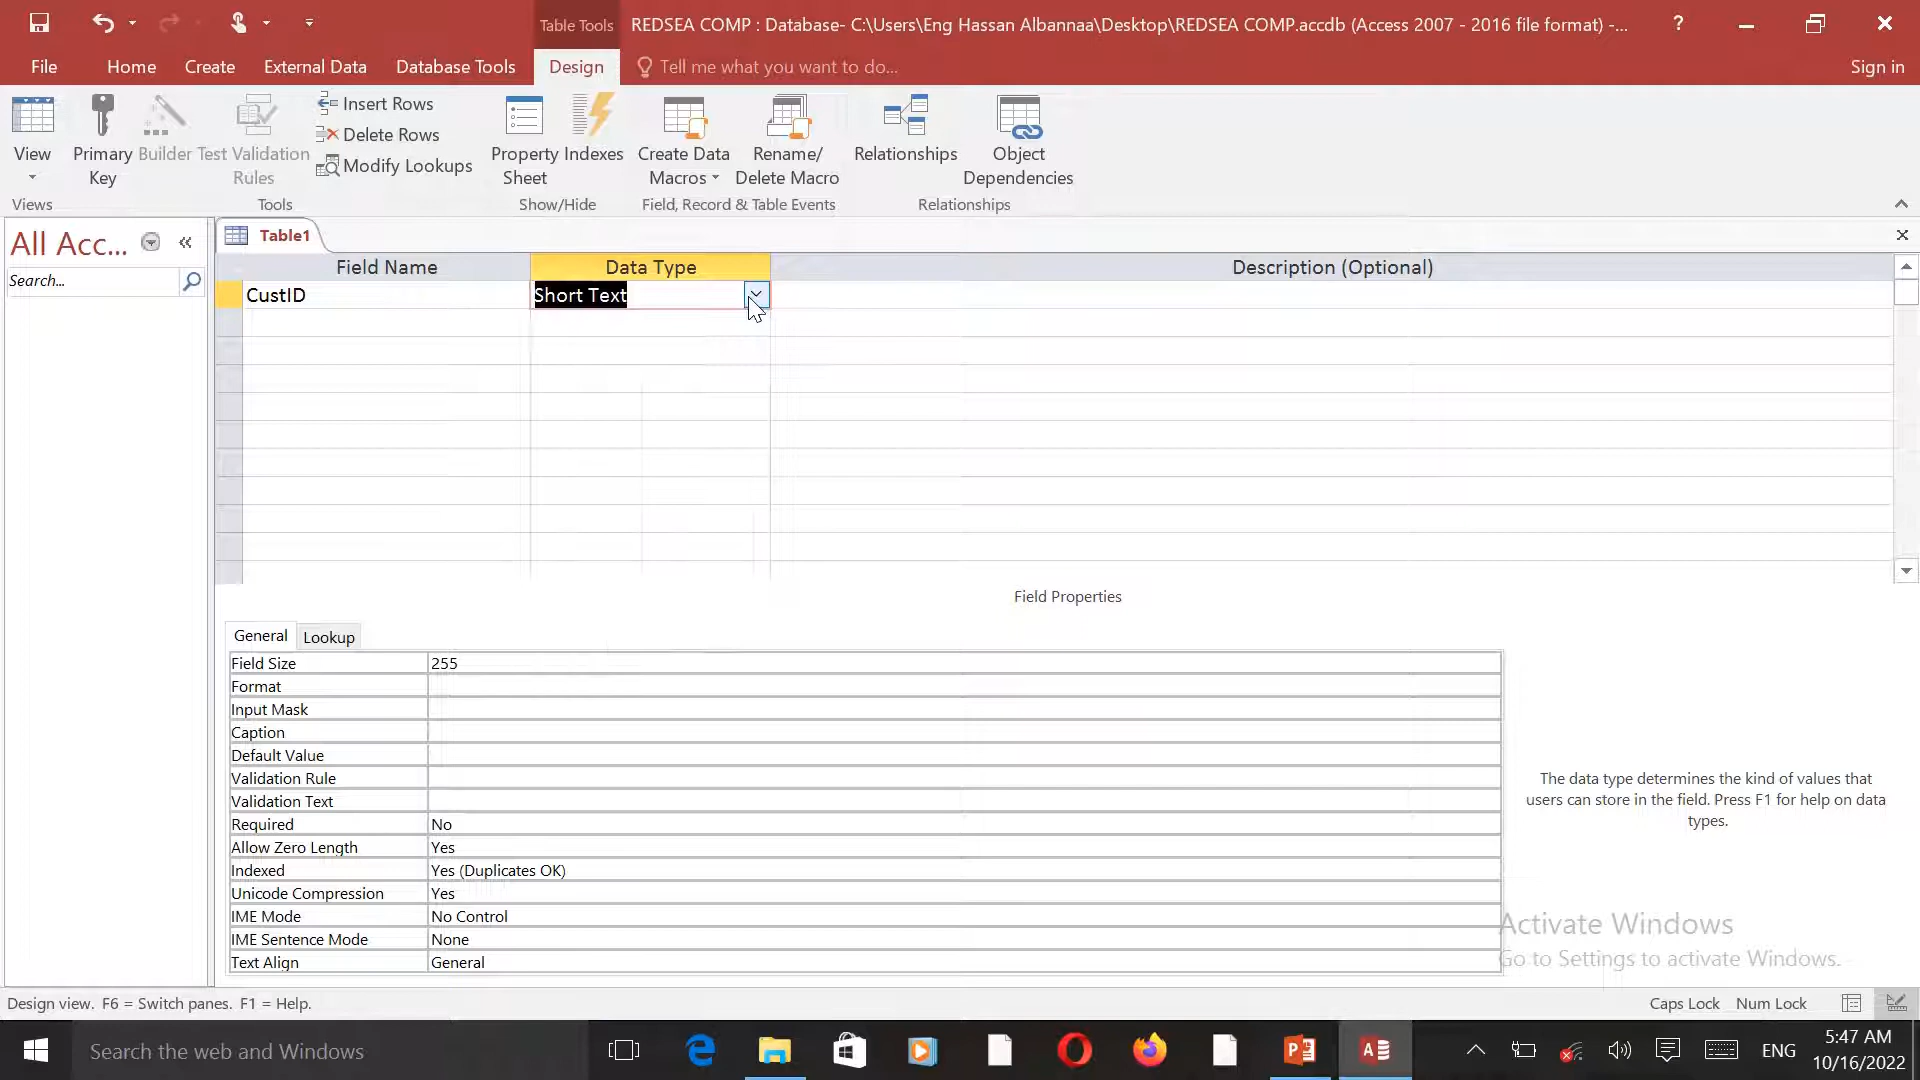 Table Tools
REDSEA COMP : Database- C:\Users\Eng Hassan Albannaa\Desktop\REDSEA COMP.accdb (Access 2007 - 2016 file format) -...
?
File
Home
Create
External Data
Database Tools
Design
Tell me what you want to do...
Sign in
View
Primary
Key
Builder
Test Validation
Rules
Insert Rows
Delete Rows
Modify Lookups
Property
Sheet
Indexes
Create Data
Macros
Rename/
Delete Macro
Relationships
Object
Dependencies
Views
Tools
Show/Hide
Field, Record & Table Events
Relationships
All Acc...
Search...
Table1
Field Name
Data Type
Description (Optional)
CustID
Short Text
Field Properties
General
Lookup
Field Size
255
Format
Input Mask
Caption
Default Value
Validation Rule
Validation Text
Required
No
Allow Zero Length
Yes
Indexed
Yes (Duplicates OK)
Unicode Compression
Yes
IME Mode
No Control
IME Sentence Mode
None
Text Align
General
The data type determines the kind of values that
users can store in the field. Press F1 for help on data
types.
Activate Windows
Go to Settings to activate Windows.
Design view.  F6 = Switch panes.  F1 = Help.
Caps Lock
Num Lock
Search the web and Windows
ENG
5:47 AM
10/16/2022